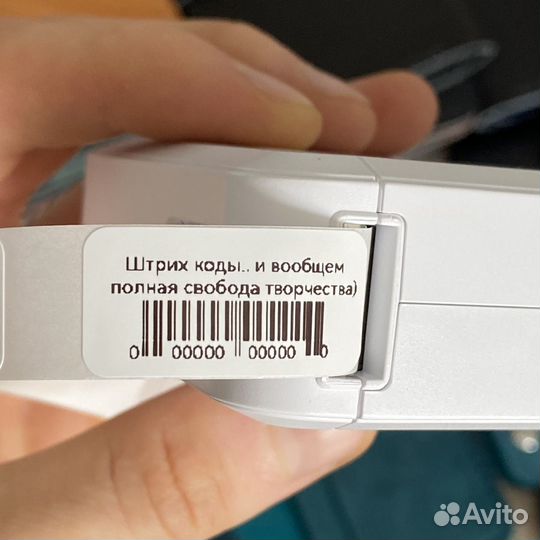 Штрих коды.. и вообщем
полная свобода творчества)
0 00000 00000 0
Avito